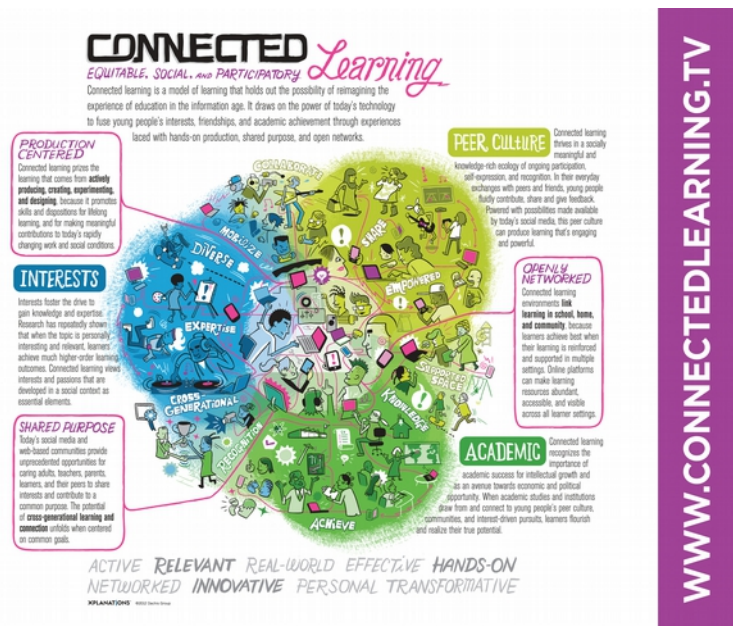 CONNECTED Learning
EQUITABLE, SOCIAL, AND PARTICIPATORY
Connected learning is a model of learning that holds out the possibility of reimagining the
experience of education in the information age. It draws on the power of today's technology
to fuse young people's interests, friendships, and academic achievement through experiences
laced with hands-on production, shared purpose, and open networks.
PRODUCTION
CENTERED
Connected learning prizes the
learning that comes from actively
producing, creating, experimenting,
and designing, because it promotes
skills and dispositions for lifelong
learning, and for making meaningful
contributions to today's rapidly
changing work and social conditions.
INTERESTS
Interests foster the drive to
gain knowledge and expertise.
Research has repeatedly shown
that when the topic is personally
interesting and relevant, learners
achieve much higher-order learning
outcomes. Connected learning views
interests and passions that are
developed in a social context as
essential elements.
SHARED PURPOSE
Today's social media and
web-based communities provide
unprecedented opportunities for
caring adults, teachers, parents,
learners, and their peers to share
interests and contribute to a
common purpose. The potential
of cross-generational learning and
connection unfolds when centered
on common goals.
COLLABORATE
MOBILIZE
DIVERSE
EXPERTISE
CROSS-
GENERATIONAL
RECOGNITION
SHARE
EMPOWERED
SUPPORTED
SPACE
KNOWLEDGE
ACHIEVE
PEER CULTURE
Connected learning
thrives in a socially
meaningful and
knowledge-rich ecology of ongoing participation,
self-expression, and recognition. In their everyday
exchanges with peers and friends, young people
fluidly contribute, share and give feedback.
Powered with possibilities made available
by today's social media, this peer culture
can produce learning that's engaging
and powerful.
OPENLY
NETWORKED
Connected learning
environments link
learning in school, home,
and community, because
learners achieve best when
their learning is reinforced
and supported in multiple
settings. Online platforms
can make learning
resources abundant,
accessible, and visible
across all learner settings.
ACADEMIC
Connected learning
recognizes the
importance of
academic success for intellectual growth and
as an avenue towards economic and political
opportunity. When academic studies and institutions
draw from and connect to young people's peer culture,
communities, and interest-driven pursuits, learners flourish
and realize their true potential.
ACTIVE RELEVANT REAL-WORLD EFFECTIVE HANDS-ON
NETWORKED INNOVATIVE PERSONAL TRANSFORMATIVE
XPLANATIONS ©2012 Dachis Group
WWW.CONNECTEDLEARNING.TV